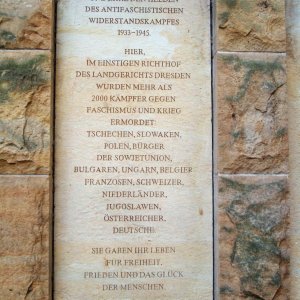 HELDEN
DES ANTIFASCHISTISCHEN
WIDERSTANDSKAMPFES
1933–1945.
HIER,
IM EINSTIGEN RICHTHOF
DES LANDGERICHTS DRESDEN
WURDEN MEHR ALS
2000 KÄMPFER GEGEN
FASCHISMUS UND KRIEG
ERMORDET:
TSCHECHEN, SLOWAKEN,
POLEN, BÜRGER
DER SOWJETUNION,
BULGAREN, UNGARN, BELGIER
FRANZOSEN, SCHWEIZER,
NIEDERLÄNDER,
JUGOSLAWEN,
ÖSTERREICHER,
DEUTSCHE.
SIE GABEN IHR LEBEN
FÜR FREIHEIT,
FRIEDEN UND DAS GLÜCK
DER MENSCHEN.